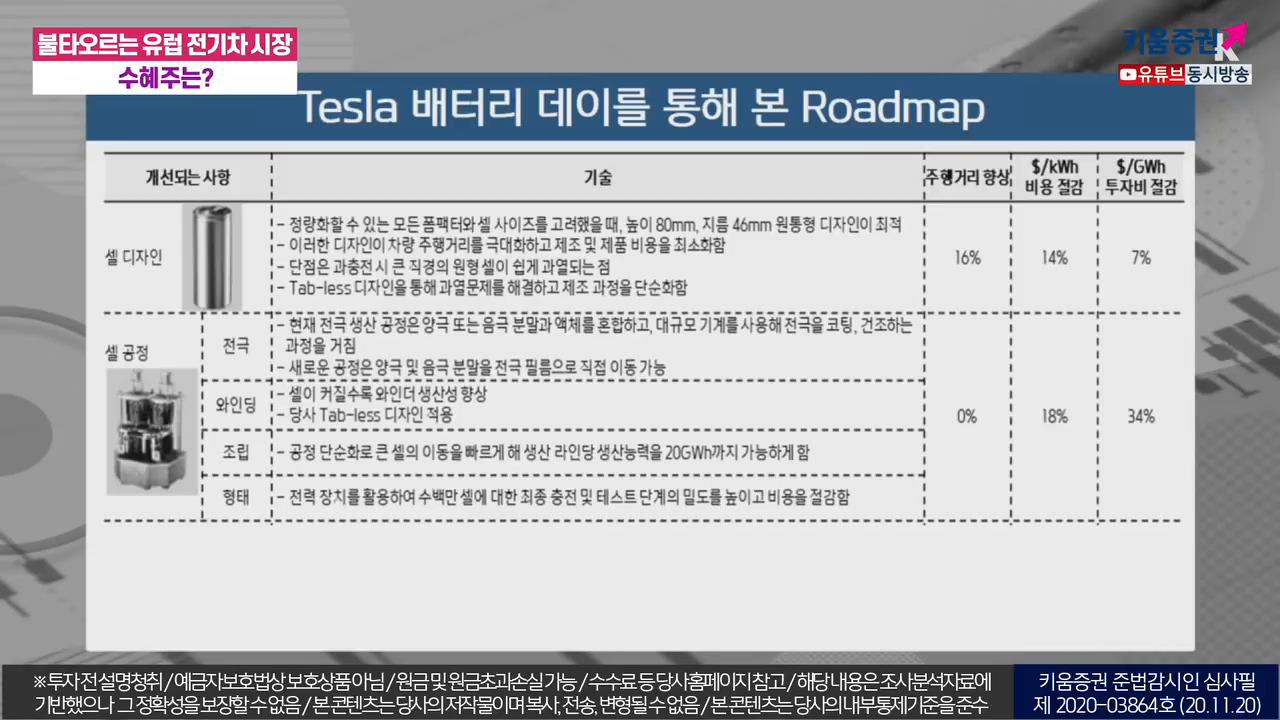 불타오르는 유럽 전기차 시장
수혜주는?
키움증권
유튜브 동시방송
Tesla 배터리 데이를 통해 본 Roadmap
개선되는 사항
기술
주행거리 향상
$/kWh
비용 절감
$/GWh
투자비 절감
셀 디자인
- 정량화할 수 있는 모든 폼팩터와 셀 사이즈를 고려했을 때, 높이 80mm, 지름 46mm 원통형 디자인이 최적
- 이러한 디자인이 차량 주행거리를 극대화하고 제조 및 제품 비용을 최소화함
- 단점은 과충전 시 큰 직경의 원형 셀이 쉽게 과열되는 점
- Tab-less 디자인을 통해 과열문제를 해결하고 제조 과정을 단순화함
16%
14%
7%
셀 공정
전극
- 현재 전극 생산 공정은 양극 또는 음극 분말과 액체를 혼합하고, 대규모 기계를 사용해 전극을 코팅, 건조하는
과정을 거침
- 새로운 공정은 양극 및 음극 분말을 전극 필름으로 직접 이동 가능
와인딩
- 셀이 커질수록 와인더 생산성 향상
- 당사 Tab-less 디자인 적용
조립
- 공정 단순화로 큰 셀의 이동을 빠르게 해 생산 라인당 생산능력을 20GWh까지 가능하게 함
형태
- 전력 장치를 활용하여 수백만 셀에 대한 최종 충전 및 테스트 단계의 밀도를 높이고 비용을 절감함
0%
18%
34%
※ 투자 전 설명청취 / 예금자보호법상 보호상품 아님 / 원금 및 원금초과손실 가능 / 수수료 등 당사 홈페이지 참고 / 해당 내용은 조사분석자료에
기반했으나 그 정확성을 보장할 수 없음 / 본 콘텐츠는 당사의 저작물이며 복사, 전송, 변형될 수 없음 / 본 콘텐츠는 당사의 내부통제기준을 준수
키움증권 준법감시인 심사필
제 2020-03864호 (20.11.20)